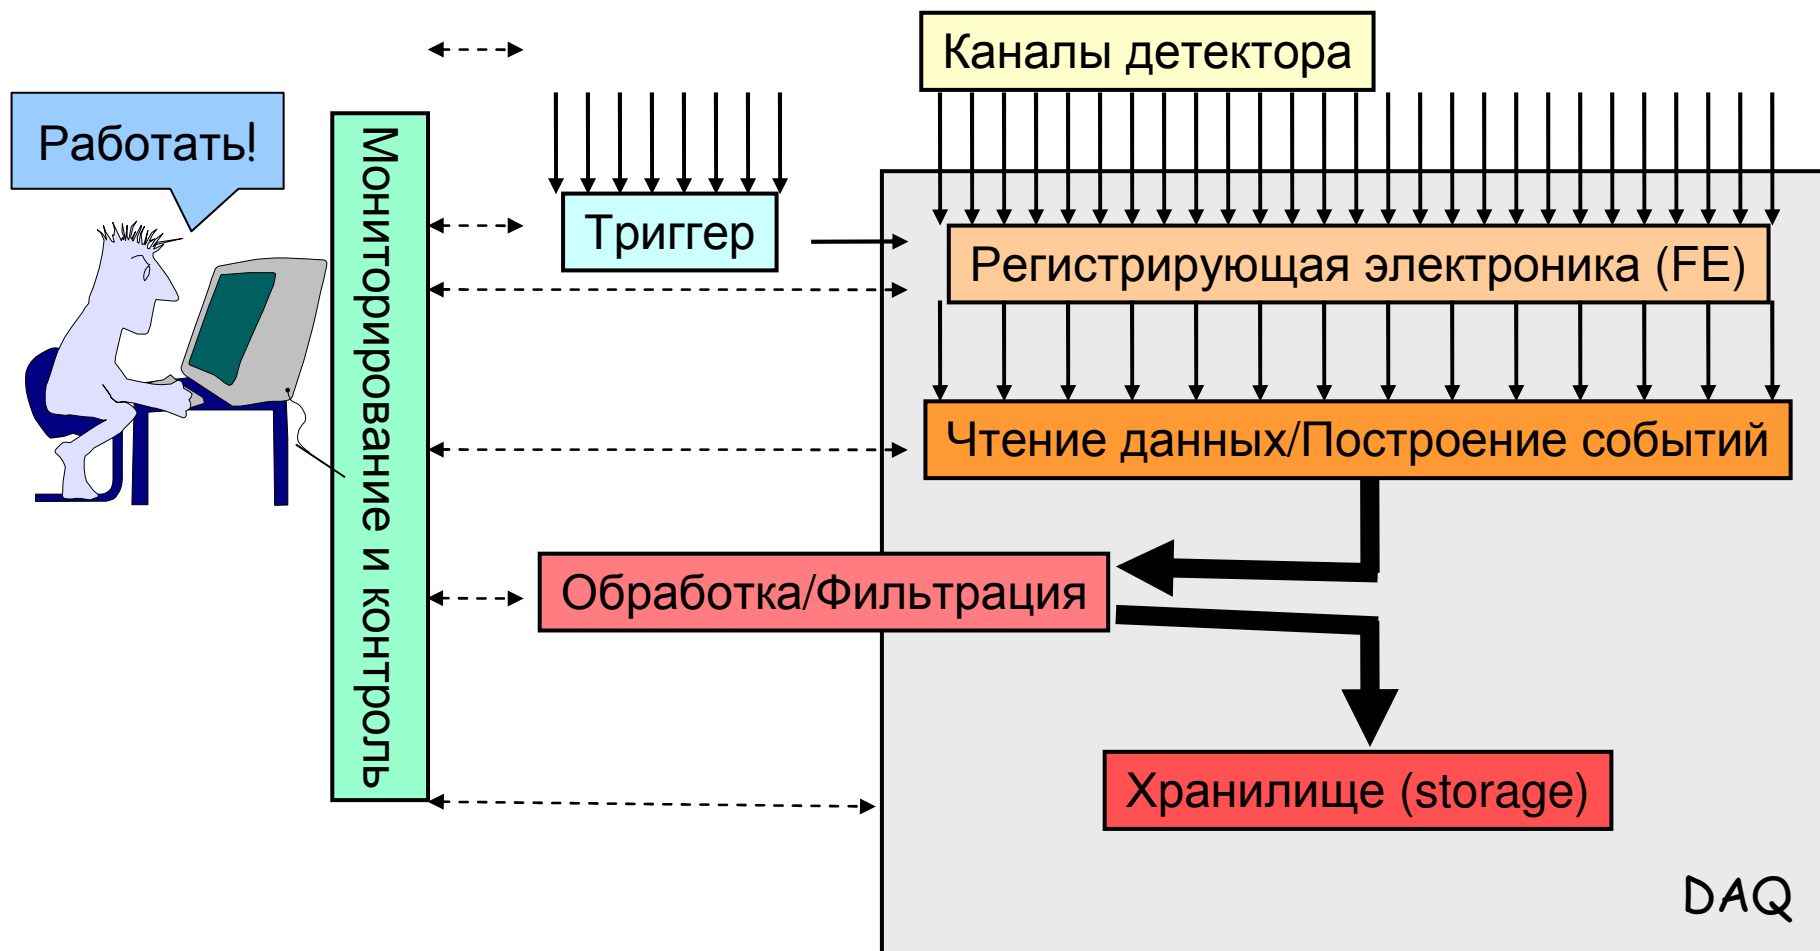 Каналы детектора
Работать!
Мониторирование и контроль
Триггер
Регистрирующая электроника (FE)
Чтение данных/Построение событий
Обработка/Фильтрация
Хранилище (storage)
DAQ